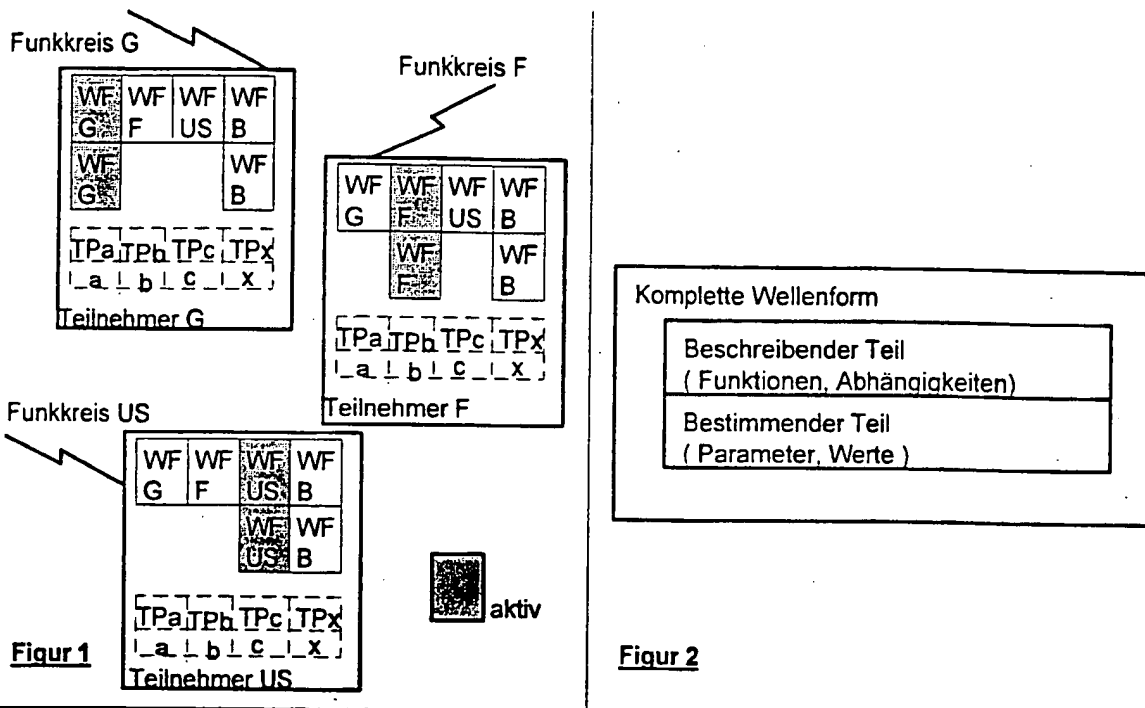 Funkkreis G
WF WF WF WF
G F US B
WF WF
G B
TPa TPb TPc TPx
a b c x
Teilnehmer G
Funkkreis F
WF WF WF WF
G F US B
WF WF
F B
TPa TPb TPc TPx
a b c x
Teilnehmer F
Funkkreis US
WF WF WF WF
G F US B
WF WF
US B
TPa TPb TPc TPx
a b c x
Teilnehmer US
aktiv
Figur 1
Komplette Wellenform
Beschreibender Teil
( Funktionen, Abhängigkeiten)
Bestimmender Teil
( Parameter, Werte )
Figur 2